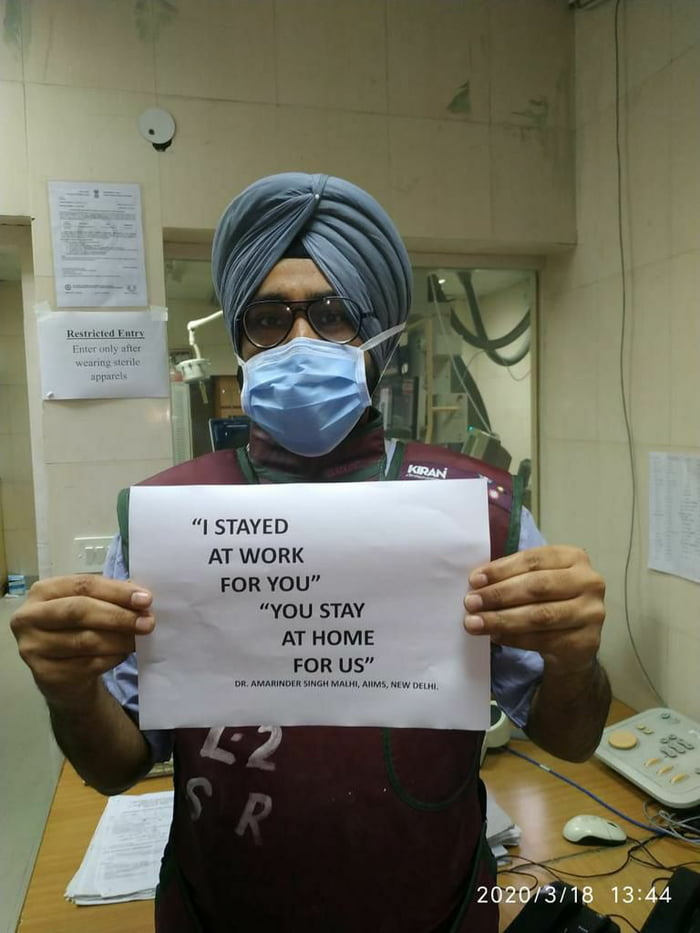 Restricted Entry
Enter only after
wearing sterile
apparels
KIRAN
“I STAYED
AT WORK
FOR YOU”
“YOU STAY
AT HOME
FOR US”
DR. AMARINDER SINGH MALHI, AIIMS, NEW DELHI.
L-2
S R
2020/3/18 13:44